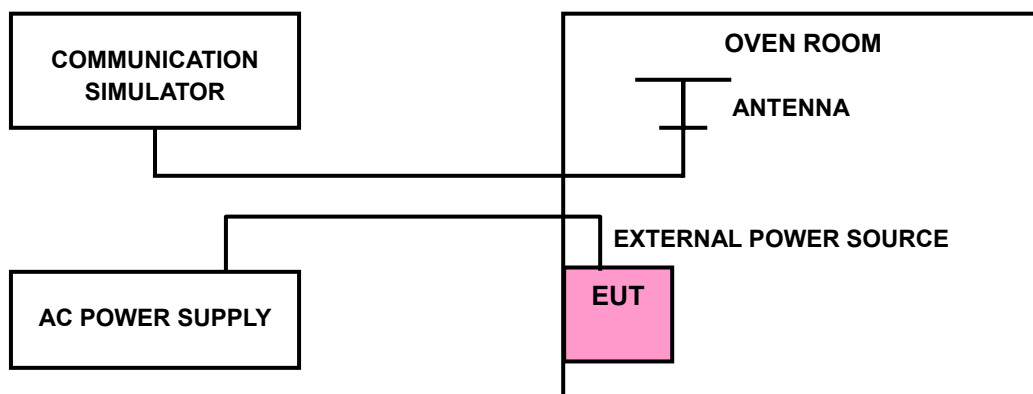 COMMUNICATION
SIMULATOR
OVEN ROOM
ANTENNA
EXTERNAL POWER SOURCE
AC POWER SUPPLY
EUT